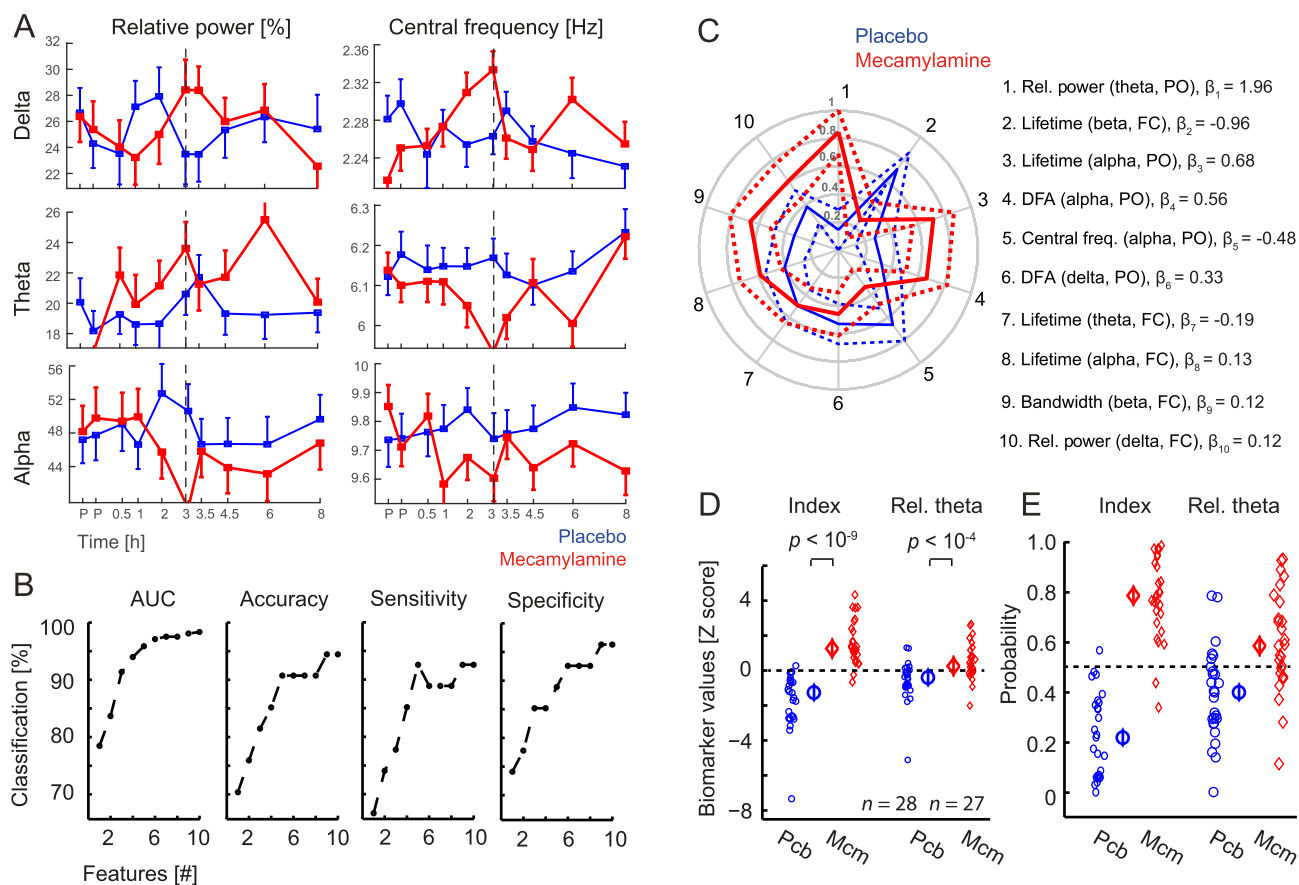 A
Relative power [%]
Central frequency [Hz]
Delta
32
30
28
26
24
22
2.36
2.32
2.28
2.24
Theta
26
24
22
20
18
6.3
6.2
6.1
6
Alpha
56
52
48
44
10
9.9
9.8
9.7
9.6
P P 0.5 1 2 3 3.5 4.5 6 8
P P 0.5 1 2 3 3.5 4.5 6 8
Time [h]
Placebo
Mecamylamine
B
AUC
Accuracy
Sensitivity
Specificity
Classification [%]
100
90
80
70
2 6 10
2 6 10
2 6 10
2 6 10
Features [#]
C
Placebo
Mecamylamine
1
2
3
4
5
6
7
8
9
10
1
0.8
0.6
0.4
0.2
1. Rel. power (theta, PO), β1 = 1.96
2. Lifetime (beta, FC), β2 = -0.96
3. Lifetime (alpha, PO), β3 = 0.68
4. DFA (alpha, PO), β4 = 0.56
5. Central freq. (alpha, PO), β5 = -0.48
6. DFA (delta, PO), β6 = 0.33
7. Lifetime (theta, FC), β7 = -0.19
8. Lifetime (alpha, FC), β8 = 0.13
9. Bandwidth (beta, FC), β9 = 0.12
10. Rel. power (delta, FC), β10 = 0.12
D
Index
Rel. theta
p < 10-9
p < 10-4
Biomarker values [Z score]
4
0
−4
−8
n = 28 n = 27
Pcb Mcm Pcb Mcm
E
Index
Rel. theta
Probability
1.0
0.8
0.6
0.4
0.2
0
Pcb Mcm Pcb Mcm